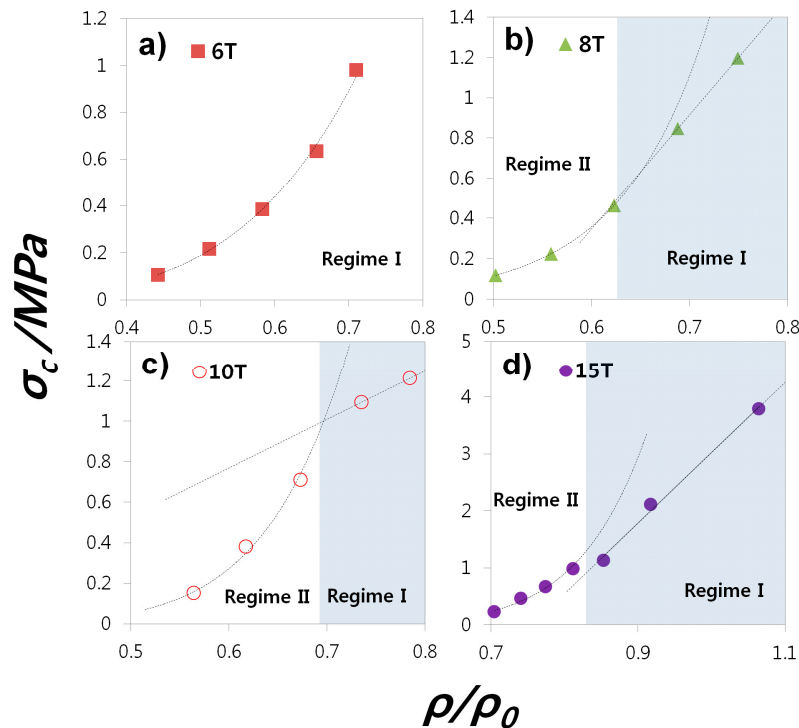 a) 6T
1.2
1
0.8
0.6
0.4
0.2
0
Regime I
0.4 0.5 0.6 0.7 0.8
b) 8T
1.4
1.2
1
0.8
0.6
0.4
0.2
0
Regime II
Regime I
0.5 0.6 0.7 0.8
σc/MPa
c) 10T
1.4
1.2
1
0.8
0.6
0.4
0.2
0
Regime II Regime I
0.5 0.6 0.7 0.8
d) 15T
5
4
3
2
1
0
Regime II
Regime I
0.7 0.9 1.1
ρ/ρ0